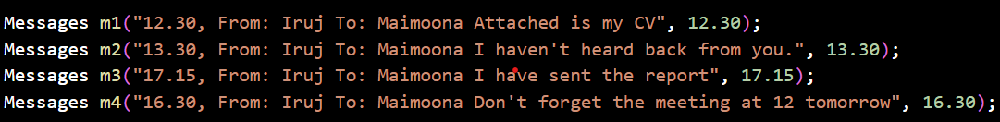 Messages m1("12.30, From: Iruj To: Maimoona Attached is my CV", 12.30);
Messages m2("13.30, From: Iruj To: Maimoona I haven't heard back from you.", 13.30);
Messages m3("17.15, From: Iruj To: Maimoona I have sent the report", 17.15);
Messages m4("16.30, From: Iruj To: Maimoona Don't forget the meeting at 12 tomorrow", 16.30);